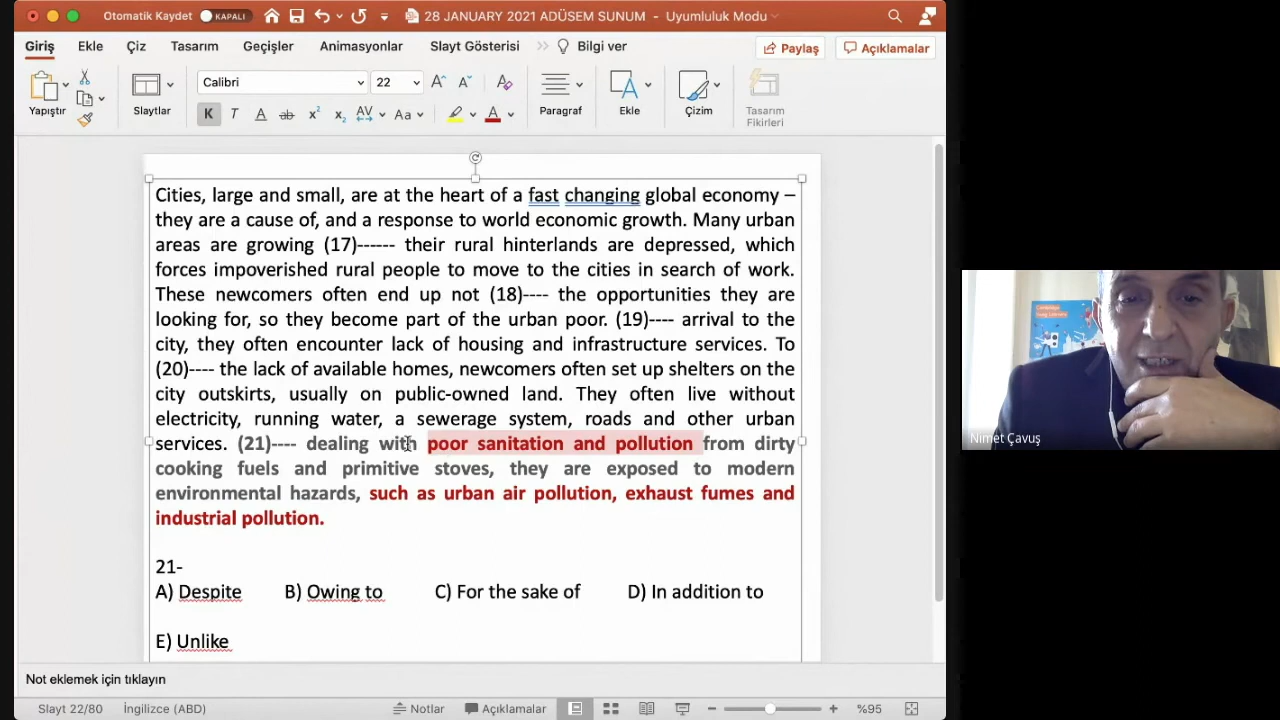 Otomatik Kaydet KAPALI 28 JANUARY 2021 ADÜSEM SUNUM - Uyumluluk Modu
Giriş Ekle Çiz Tasarım Geçişler Animasyonlar Slayt Gösterisi Bilgi ver Paylaş Açıklamalar
Calibri 22
K T A ab x² x₂ AV Aa A
Yapıştır Slaytlar Paragraf Ekle Çizim Tasarım Fikirleri
Cities, large and small, are at the heart of a fast changing global economy –
they are a cause of, and a response to world economic growth. Many urban
areas are growing (17)------ their rural hinterlands are depressed, which
forces impoverished rural people to move to the cities in search of work.
These newcomers often end up not (18)---- the opportunities they are
looking for, so they become part of the urban poor. (19)---- arrival to the
city, they often encounter lack of housing and infrastructure services. To
(20)---- the lack of available homes, newcomers often set up shelters on the
city outskirts, usually on public-owned land. They often live without
electricity, running water, a sewerage system, roads and other urban
services. (21)---- dealing with poor sanitation and pollution from dirty
cooking fuels and primitive stoves, they are exposed to modern
environmental hazards, such as urban air pollution, exhaust fumes and
industrial pollution.
21-
A) Despite B) Owing to C) For the sake of D) In addition to
E) Unlike
Not eklemek için tıklayın
Slayt 22/80 İngilizce (ABD) Notlar Açıklamalar %95
Nimet Çavuş